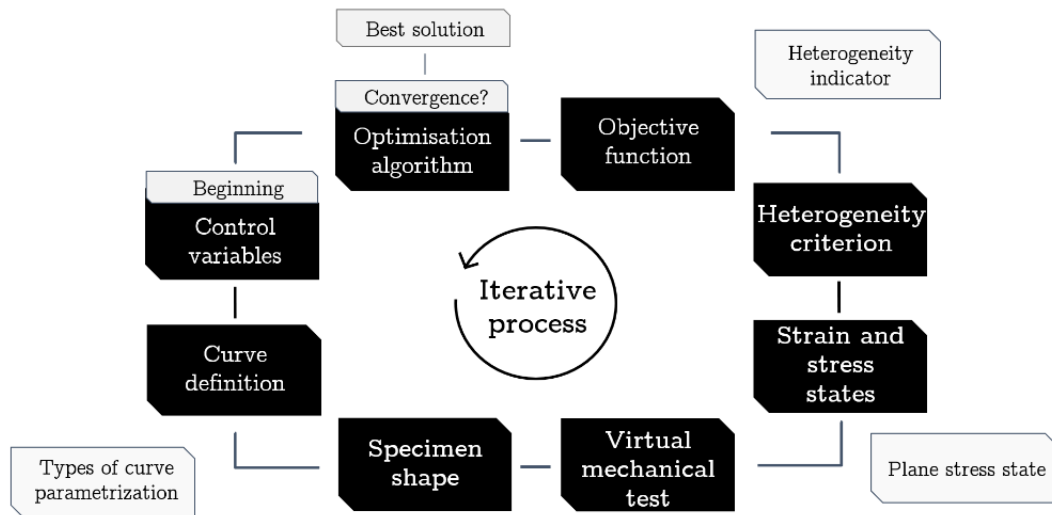 Best solution
Convergence?
Optimisation
algorithm
Objective
function
Heterogeneity
indicator
Beginning
Control
variables
Heterogeneity
criterion
Iterative
process
Curve
definition
Strain and
stress
states
Specimen
shape
Virtual
mechanical
test
Types of curve
parametrization
Plane stress state